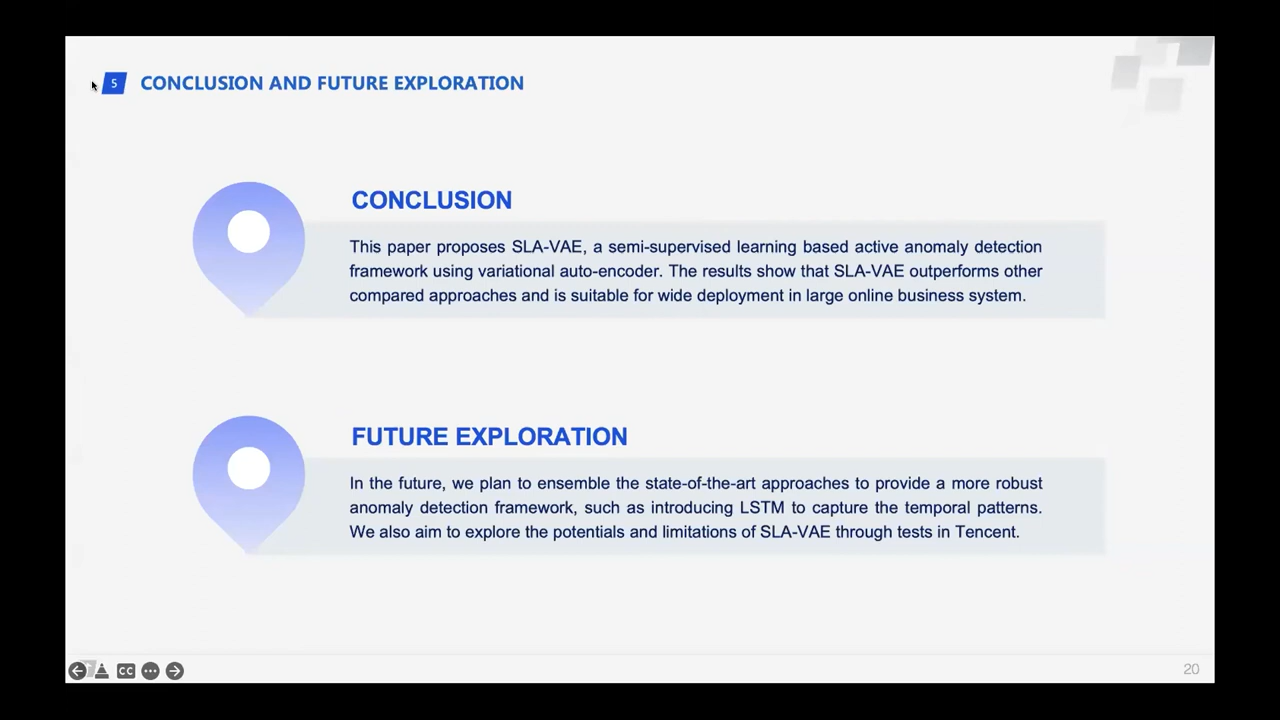 5 CONCLUSION AND FUTURE EXPLORATION
CONCLUSION
This paper proposes SLA-VAE, a semi-supervised learning based active anomaly detection
framework using variational auto-encoder. The results show that SLA-VAE outperforms other
compared approaches and is suitable for wide deployment in large online business system.
FUTURE EXPLORATION
In the future, we plan to ensemble the state-of-the-art approaches to provide a more robust
anomaly detection framework, such as introducing LSTM to capture the temporal patterns.
We also aim to explore the potentials and limitations of SLA-VAE through tests in Tencent.
CC
20